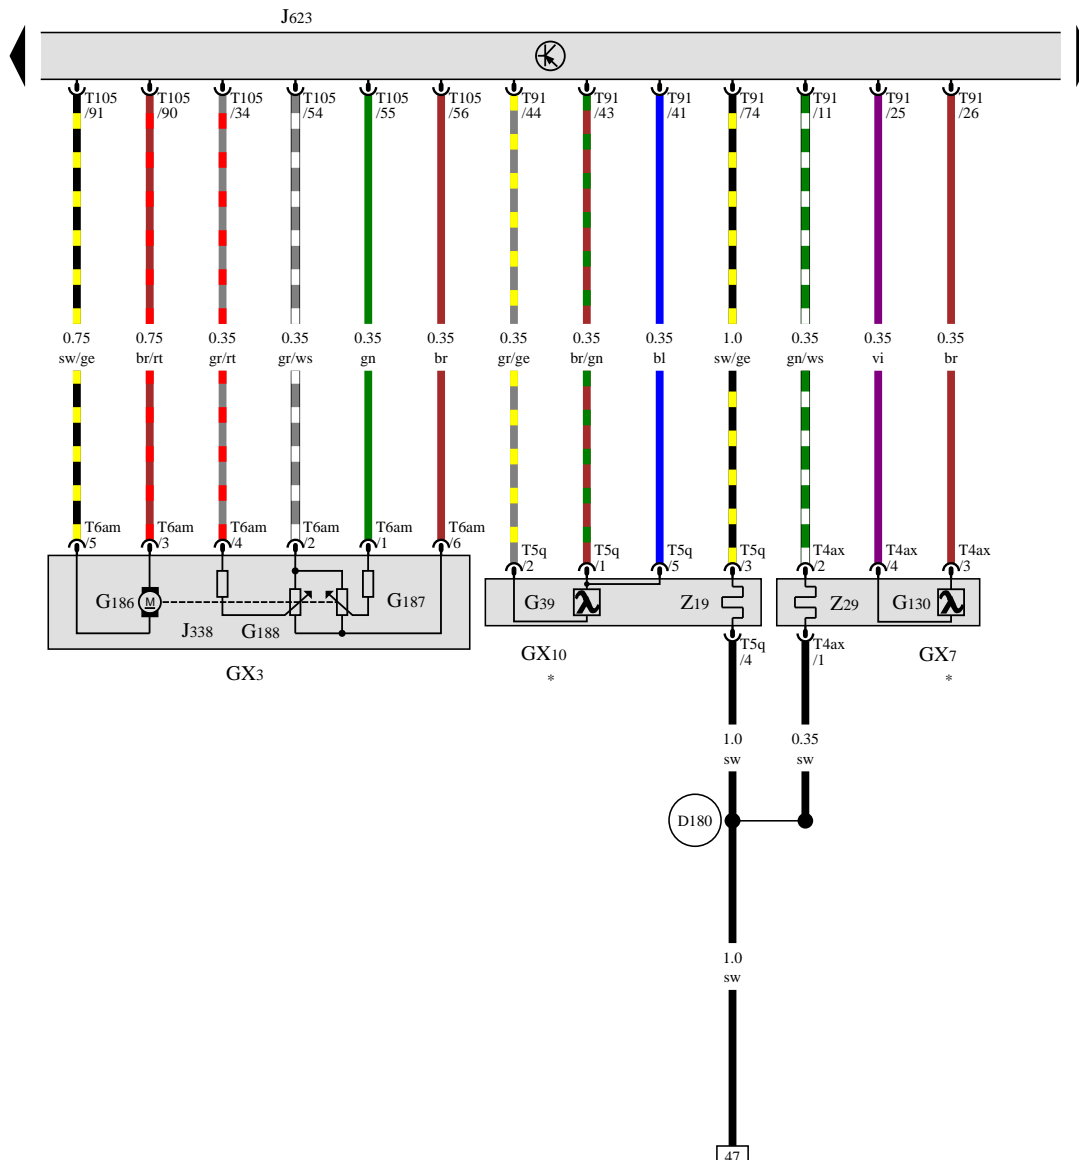 J623
T105 T105 T105 T105 T105 T105 T91 T91 T91 T91 T91 T91 T91
/91 /90 /34 /54 /55 /56 /44 /43 /41 /74 /11 /25 /26
0.75 0.75 0.35 0.35 0.35 0.35 0.35 0.35 0.35 1.0 0.35 0.35 0.35
sw/ge br/rt gr/rt gr/ws gn br gr/ge br/gn bl sw/ge gn/ws vi br
T6am T6am T6am T6am T6am T6am
/5 /3 /4 /2 /1 /6
T5q T5q T5q T5q T4ax T4ax T4ax
/2 /1 /5 /3 /2 /4 /3
G186 M G187 G39 λ Z19 Z29 G130 λ
J338 G188
T5q T4ax
/4 /1
GX3 GX10 GX7
* *
1.0 0.35
sw sw
D180
1.0
sw
47